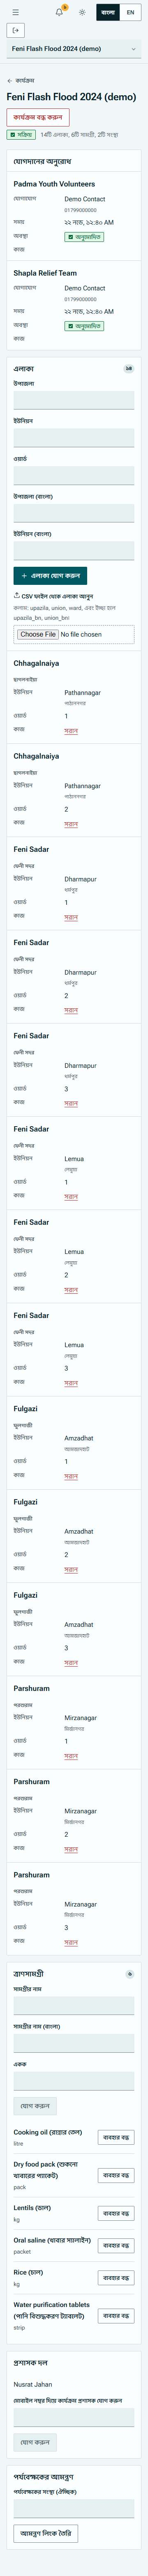 6
বাংলা
EN
Feni Flash Flood 2024 (demo)
← কার্যক্রম
Feni Flash Flood 2024 (demo)
কার্যক্রম বন্ধ করুন
সক্রিয়
১৪টি এলাকা, ৬টি সামগ্রী, ২টি সংস্থা
যোগদানের অনুরোধ
Padma Youth Volunteers
যোগাযোগ
Demo Contact
01799000000
সময়
২২ নাভ, ১২:৪০ AM
অবস্থা
অনুমোদিত
কাজ
Shapla Relief Team
যোগাযোগ
Demo Contact
01799000000
সময়
২২ নাভ, ১২:৪০ AM
অবস্থা
অনুমোদিত
কাজ
এলাকা
১৪
উপজেলা
ইউনিয়ন
ওয়ার্ড
উপজেলা (বাংলা)
ইউনিয়ন (বাংলা)
এলাকা যোগ করুন
CSV ফাইল থেকে এলাকা আনুন
কলাম: upazila, union, ward, এবং ইচ্ছা হলে
upazila_bn, union_bn।
Choose File No file chosen
Chhagalnaiya
ছাগলনাইয়া
ইউনিয়ন
Pathannagar
পাঠাননগর
ওয়ার্ড
1
কাজ
সরান
Chhagalnaiya
ছাগলনাইয়া
ইউনিয়ন
Pathannagar
পাঠাননগর
ওয়ার্ড
2
কাজ
সরান
Feni Sadar
ফেনী সদর
ইউনিয়ন
Dharmapur
ধর্মপুর
ওয়ার্ড
1
কাজ
সরান
Feni Sadar
ফেনী সদর
ইউনিয়ন
Dharmapur
ধর্মপুর
ওয়ার্ড
2
কাজ
সরান
Feni Sadar
ফেনী সদর
ইউনিয়ন
Dharmapur
ধর্মপুর
ওয়ার্ড
3
কাজ
সরান
Feni Sadar
ফেনী সদর
ইউনিয়ন
Lemua
লেমুয়া
ওয়ার্ড
1
কাজ
সরান
Feni Sadar
ফেনী সদর
ইউনিয়ন
Lemua
লেমুয়া
ওয়ার্ড
2
কাজ
সরান
Feni Sadar
ফেনী সদর
ইউনিয়ন
Lemua
লেমুয়া
ওয়ার্ড
3
কাজ
সরান
Fulgazi
ফুলগাজী
ইউনিয়ন
Amzadhat
আমজাদহাট
ওয়ার্ড
1
কাজ
সরান
Fulgazi
ফুলগাজী
ইউনিয়ন
Amzadhat
আমজাদহাট
ওয়ার্ড
2
কাজ
সরান
Fulgazi
ফুলগাজী
ইউনিয়ন
Amzadhat
আমজাদহাট
ওয়ার্ড
3
কাজ
সরান
Parshuram
পরশুরাম
ইউনিয়ন
Mirzanagar
মির্জানগর
ওয়ার্ড
1
কাজ
সরান
Parshuram
পরশুরাম
ইউনিয়ন
Mirzanagar
মির্জানগর
ওয়ার্ড
2
কাজ
সরান
Parshuram
পরশুরাম
ইউনিয়ন
Mirzanagar
মির্জানগর
ওয়ার্ড
3
কাজ
সরান
ত্রাণসামগ্রী
৬
সামগ্রীর নাম
সামগ্রীর নাম (বাংলা)
একক
যোগ করুন
Cooking oil (রান্নার তেল)
litre
ব্যবহার বন্ধ
Dry food pack (শুকনো
খাবারের প্যাকেট)
pack
ব্যবহার বন্ধ
Lentils (ডাল)
kg
ব্যবহার বন্ধ
Oral saline (খাবার স্যালাইন)
packet
ব্যবহার বন্ধ
Rice (চাল)
kg
ব্যবহার বন্ধ
Water purification tablets
(পানি বিশুদ্ধকরণ ট্যাবলেট)
strip
ব্যবহার বন্ধ
প্রশাসক দল
Nusrat Jahan
মোবাইল নম্বর দিয়ে কার্যক্রম প্রশাসক যোগ করুন
যোগ করুন
পর্যবেক্ষকের আমন্ত্রণ
পর্যবেক্ষকের সংস্থা (ঐচ্ছিক)
আমন্ত্রণ লিংক তৈরি